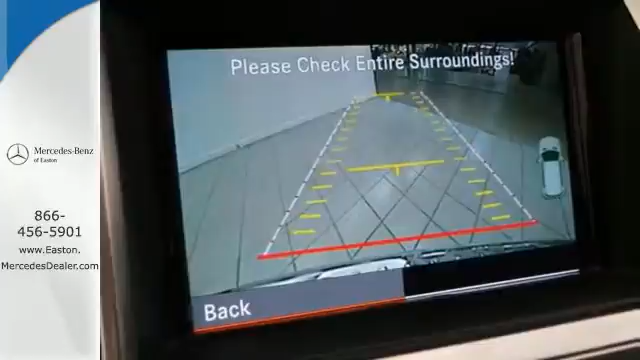 Mercedes-Benz
of Easton
866-
456-5901
www.Easton.
MercedesDealer.com
Please Check Entire Surroundings!
Back